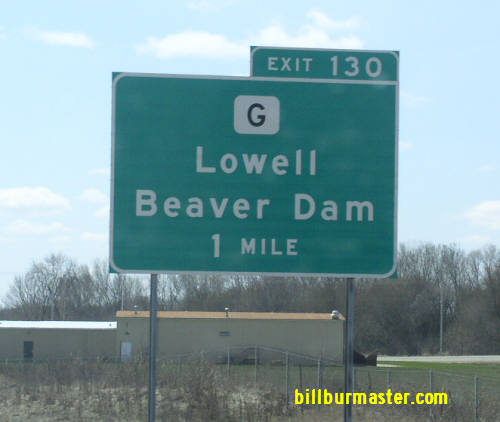 EXIT 130
G
Lowell
Beaver Dam
1 MILE
billburmaster.com